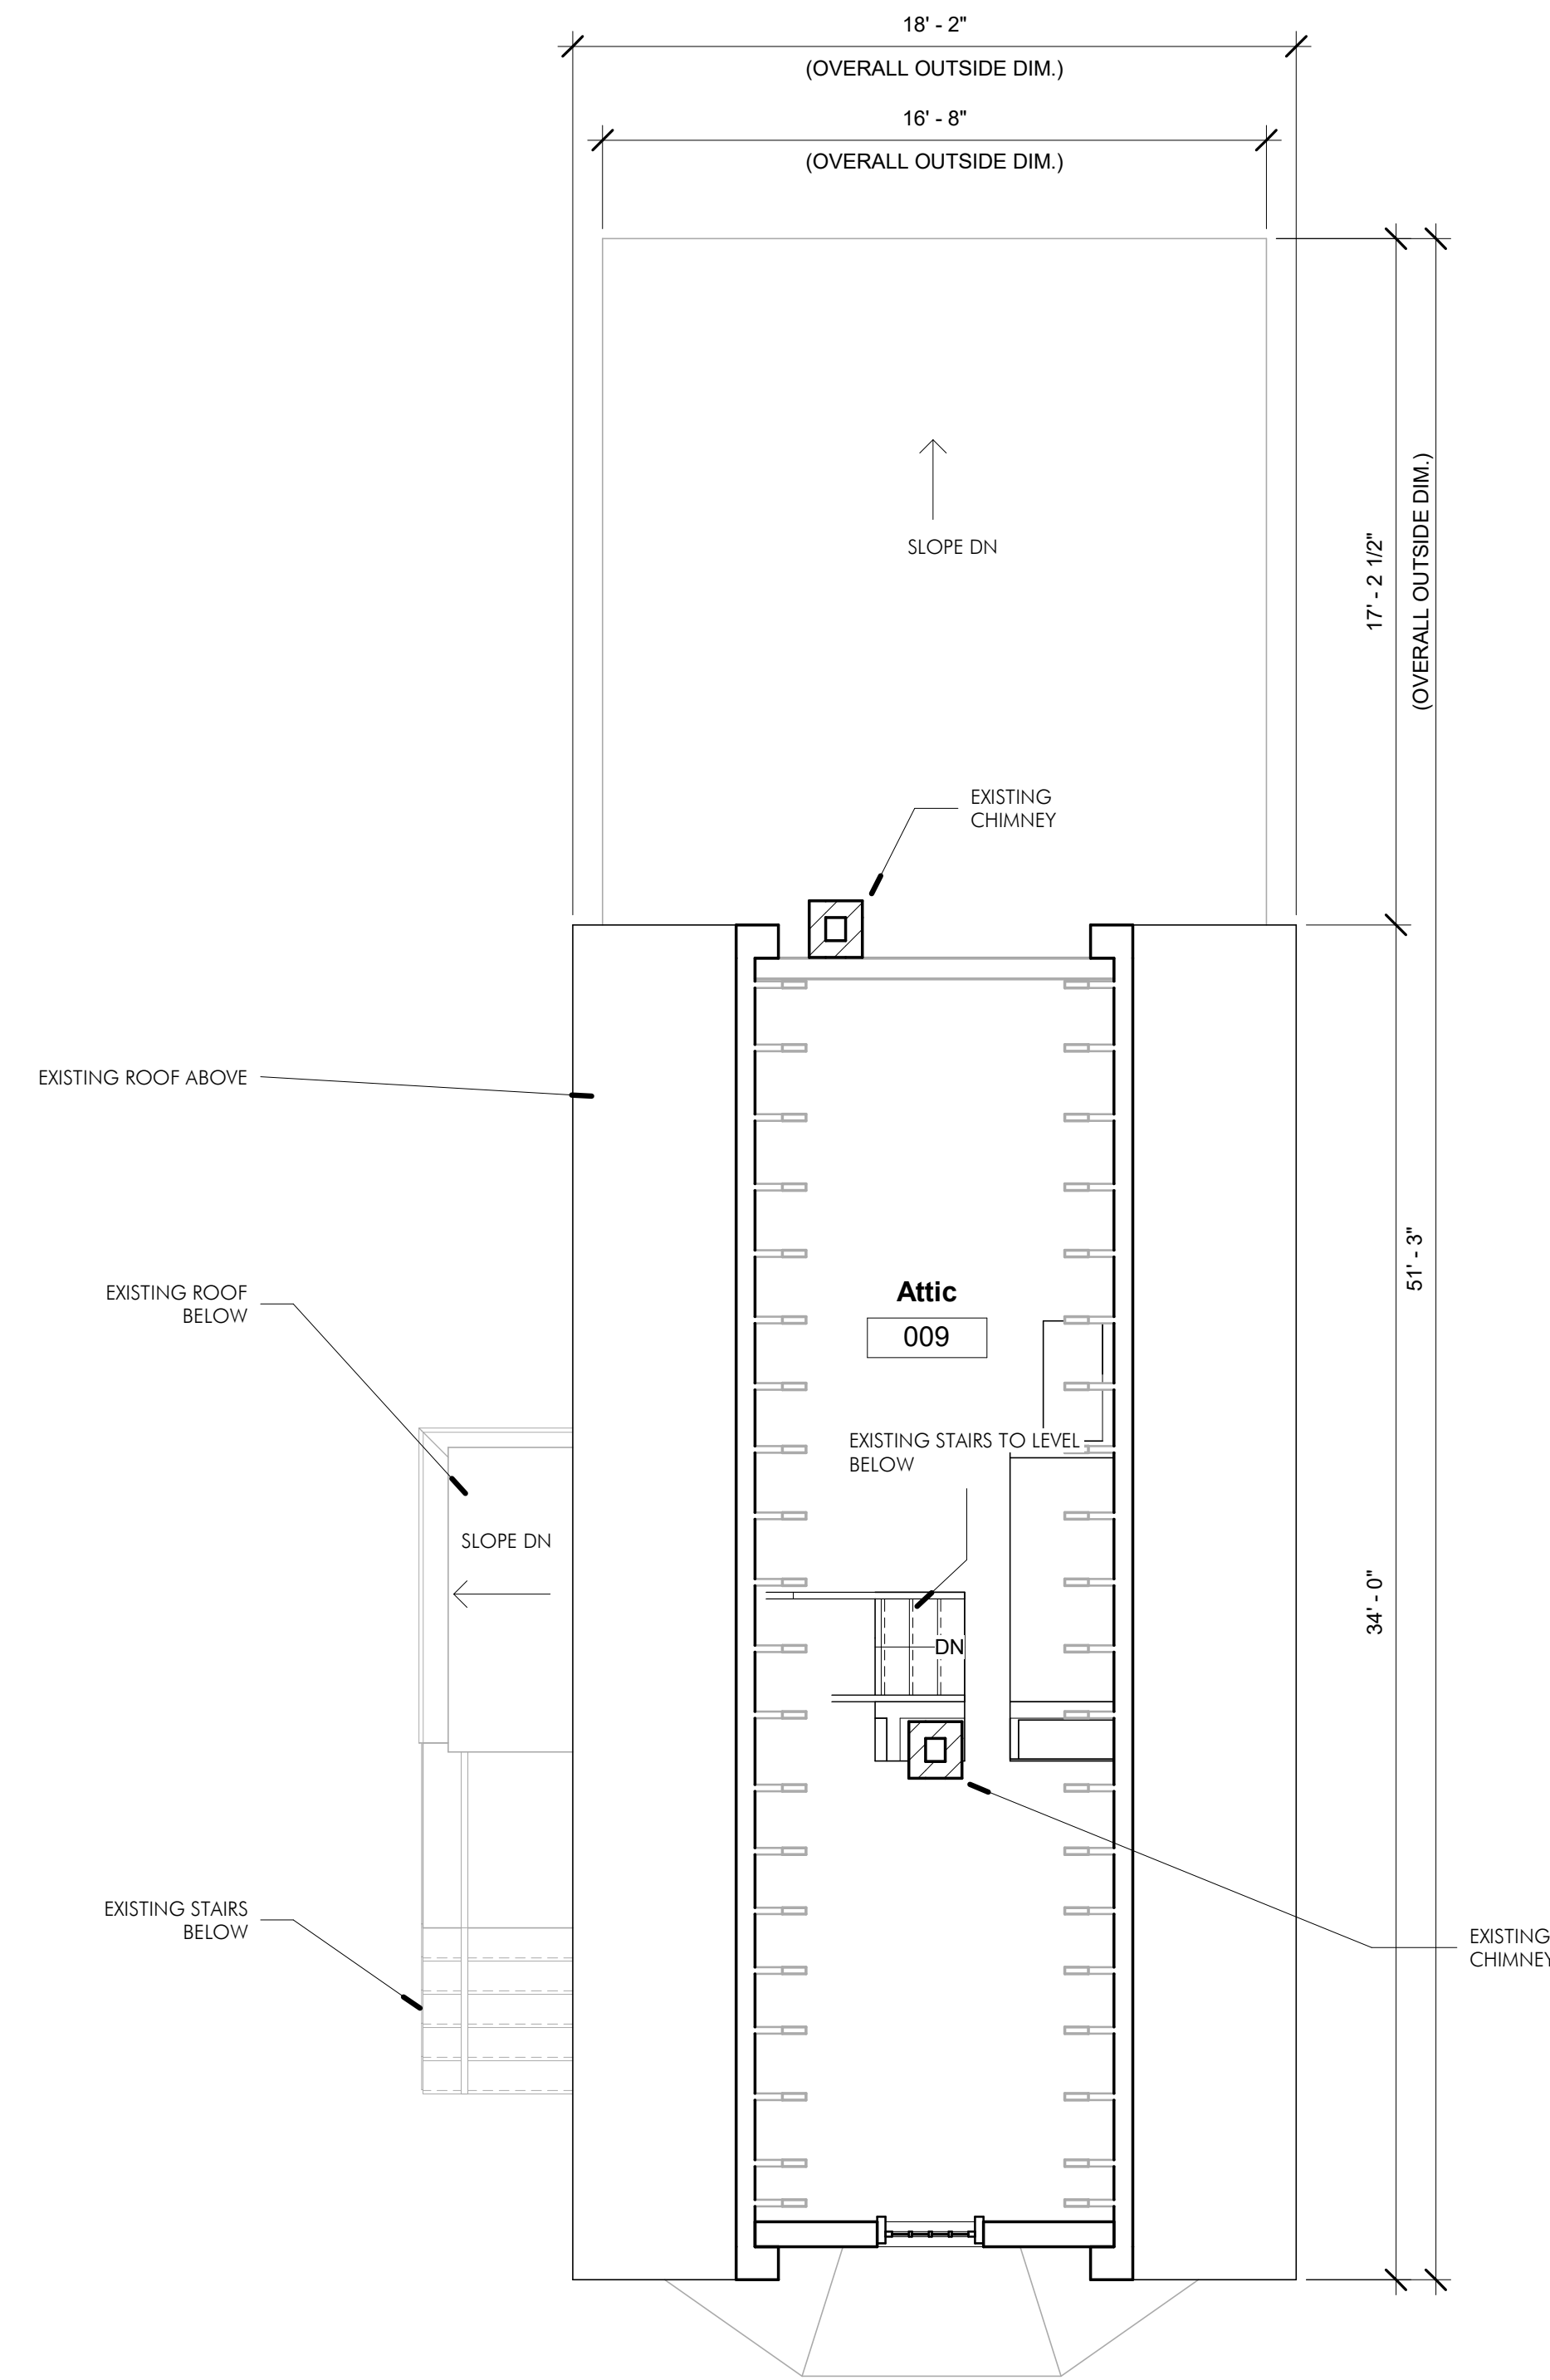 18' - 2"
(OVERALL OUTSIDE DIM.)
16' - 8"
(OVERALL OUTSIDE DIM.)
17' - 2 1/2"
(OVERALL OUTSIDE DIM.)
SLOPE DN
EXISTING
CHIMNEY
EXISTING ROOF ABOVE
51' - 3"
EXISTING ROOF
BELOW
Attic
009
EXISTING STAIRS TO LEVEL
BELOW
SLOPE DN
34' - 0"
DN
EXISTING STAIRS
BELOW
EXISTING
CHIMNEY